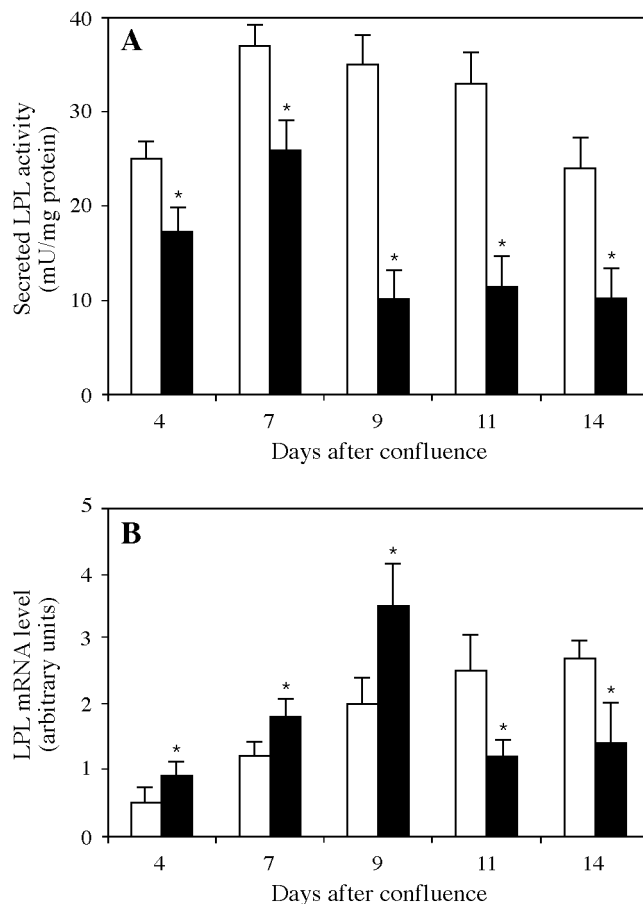 A
Secreted LPL activity
(mU/mg protein)
40
30
20
10
0
* * * * *
4 7 9 11 14
Days after confluence
B
LPL mRNA level
(arbitrary units)
5
4
3
2
1
0
* * * * *
4 7 9 11 14
Days after confluence